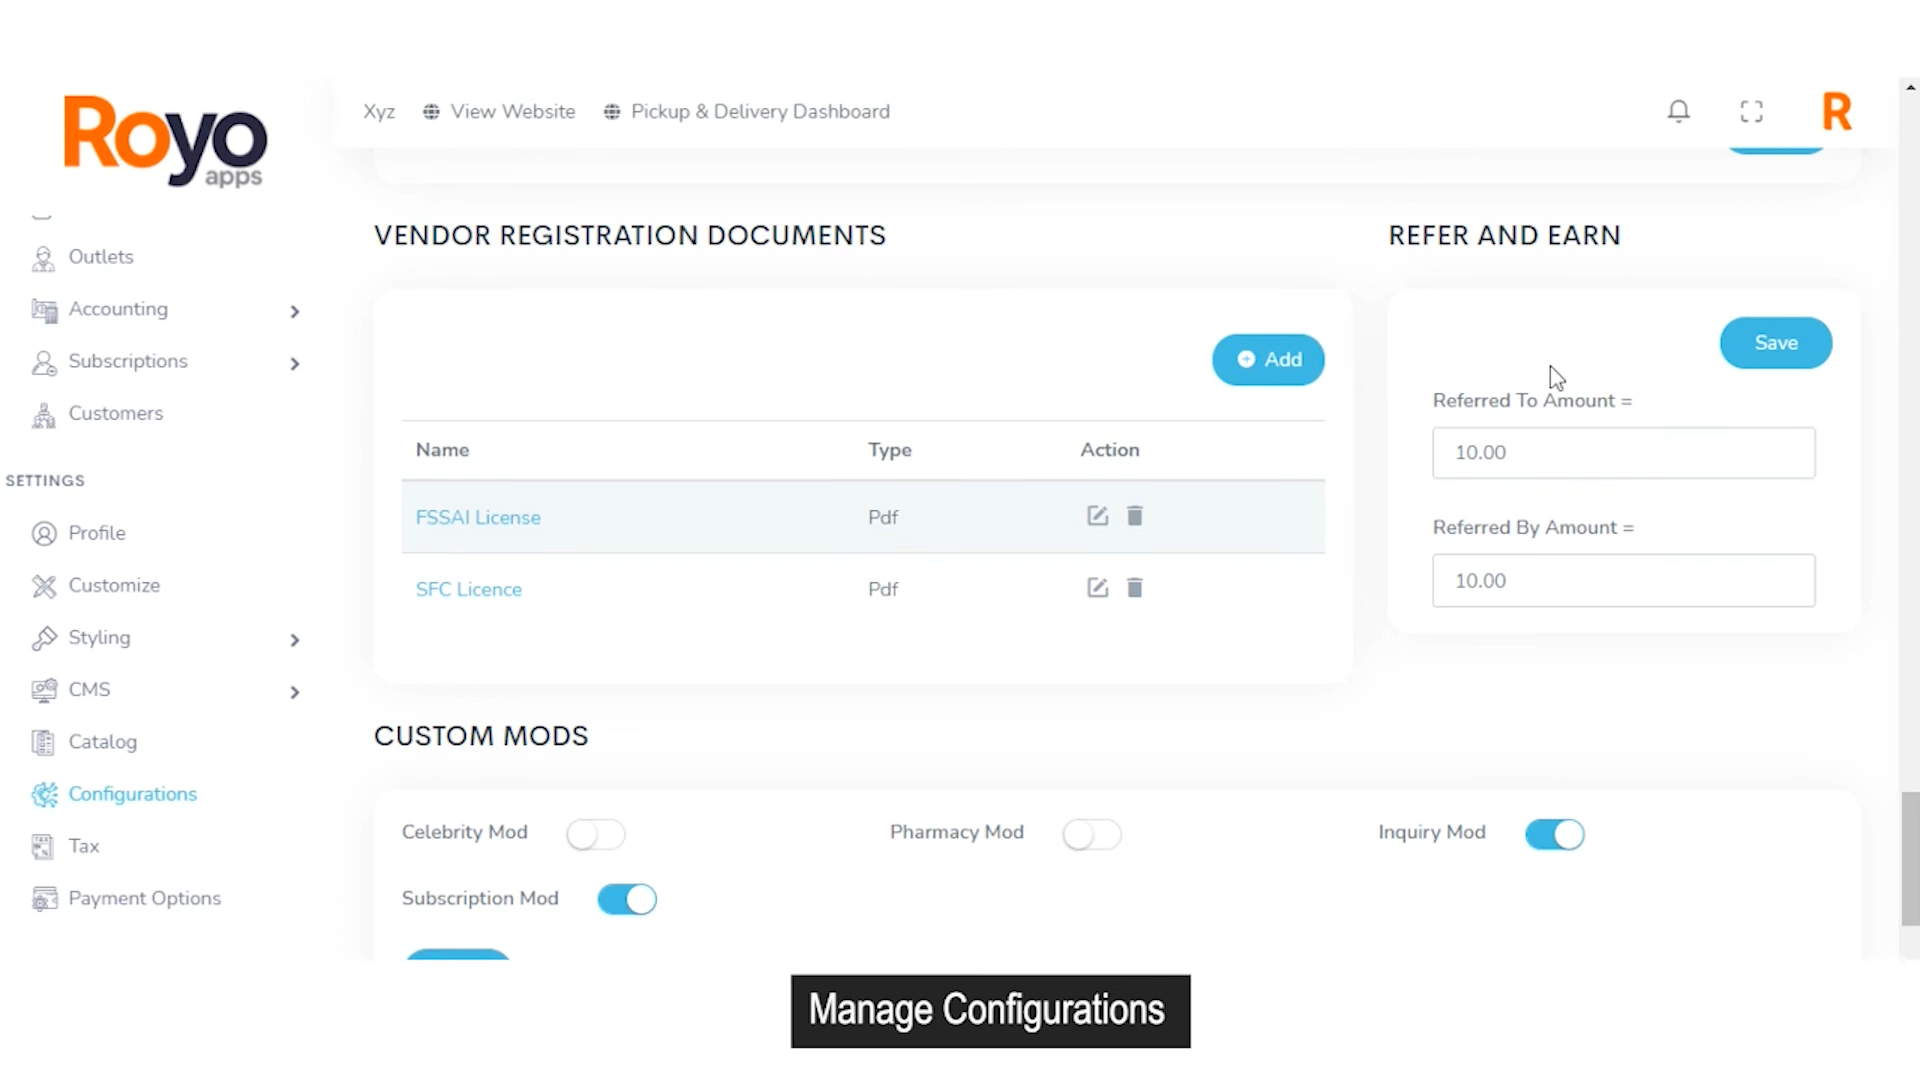 Royo
apps
Xyz View Website Pickup & Delivery Dashboard R
Outlets
Accounting
Subscriptions
Customers
SETTINGS
Profile
Customize
Styling
CMS
Catalog
Configurations
Tax
Payment Options
VENDOR REGISTRATION DOCUMENTS
Add
Name Type Action
FSSAI License Pdf
SFC Licence Pdf
REFER AND EARN
Save
Referred To Amount =
10.00
Referred By Amount =
10.00
CUSTOM MODS
Celebrity Mod Pharmacy Mod Inquiry Mod
Subscription Mod
Manage Configurations